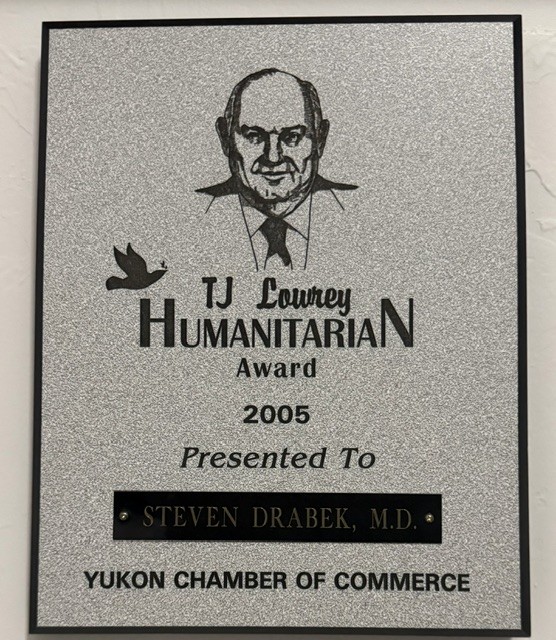 TJ Lowrey
HUMANITARIAN
Award
2005
Presented To
STEVEN DRABEK, M.D.
YUKON CHAMBER OF COMMERCE